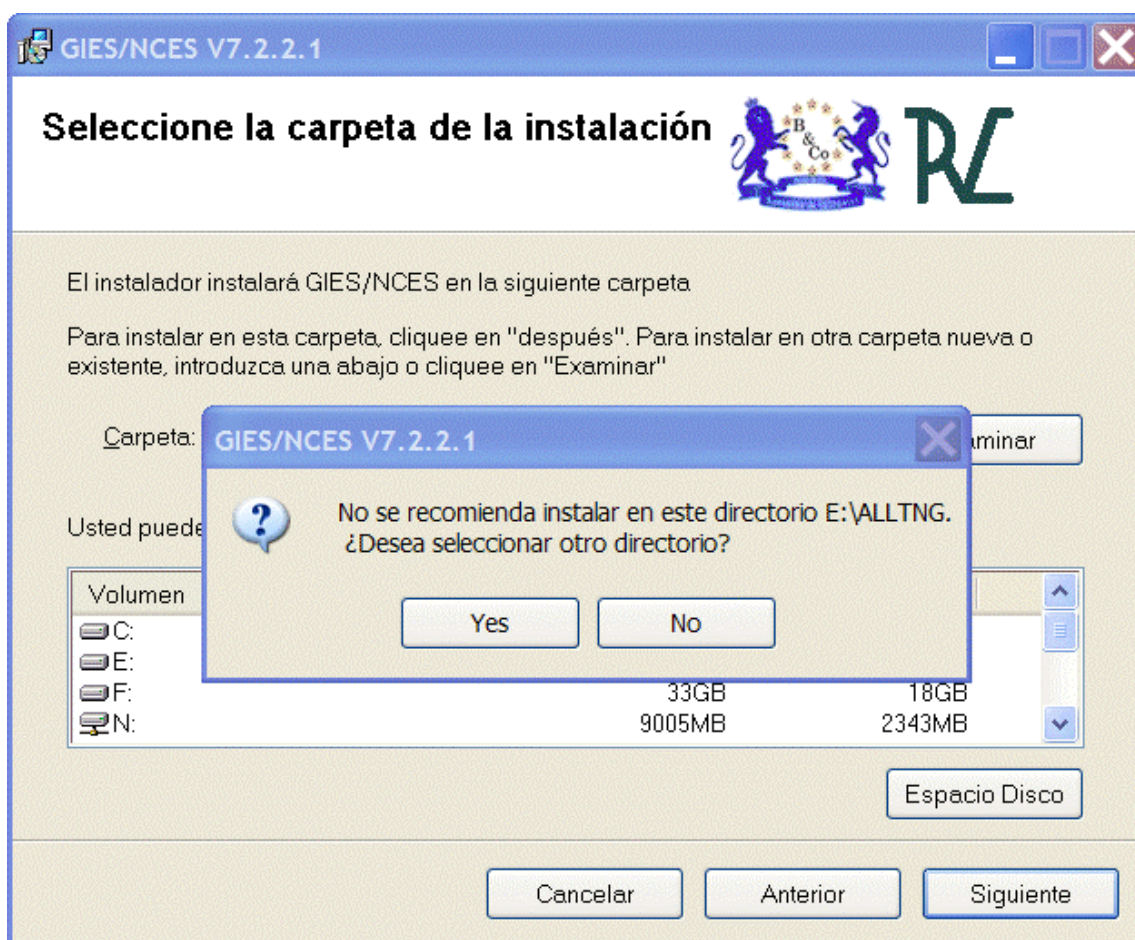 GIES/NCES V7.2.2.1
Seleccione la carpeta de la instalación
B
&
Co
RVC
El instalador instalará GIES/NCES en la siguiente carpeta
Para instalar en esta carpeta, cliquee en "después". Para instalar en otra carpeta nueva o
existente, introduzca una abajo o cliquee en "Examinar"
Carpeta:
aminar
GIES/NCES V7.2.2.1
No se recomienda instalar en este directorio E:\ALLTNG.
¿Desea seleccionar otro directorio?
Yes No
Usted puede
Volumen
C:
E:
F: 33GB 18GB
N: 9005MB 2343MB
Espacio Disco
Cancelar Anterior Siguiente